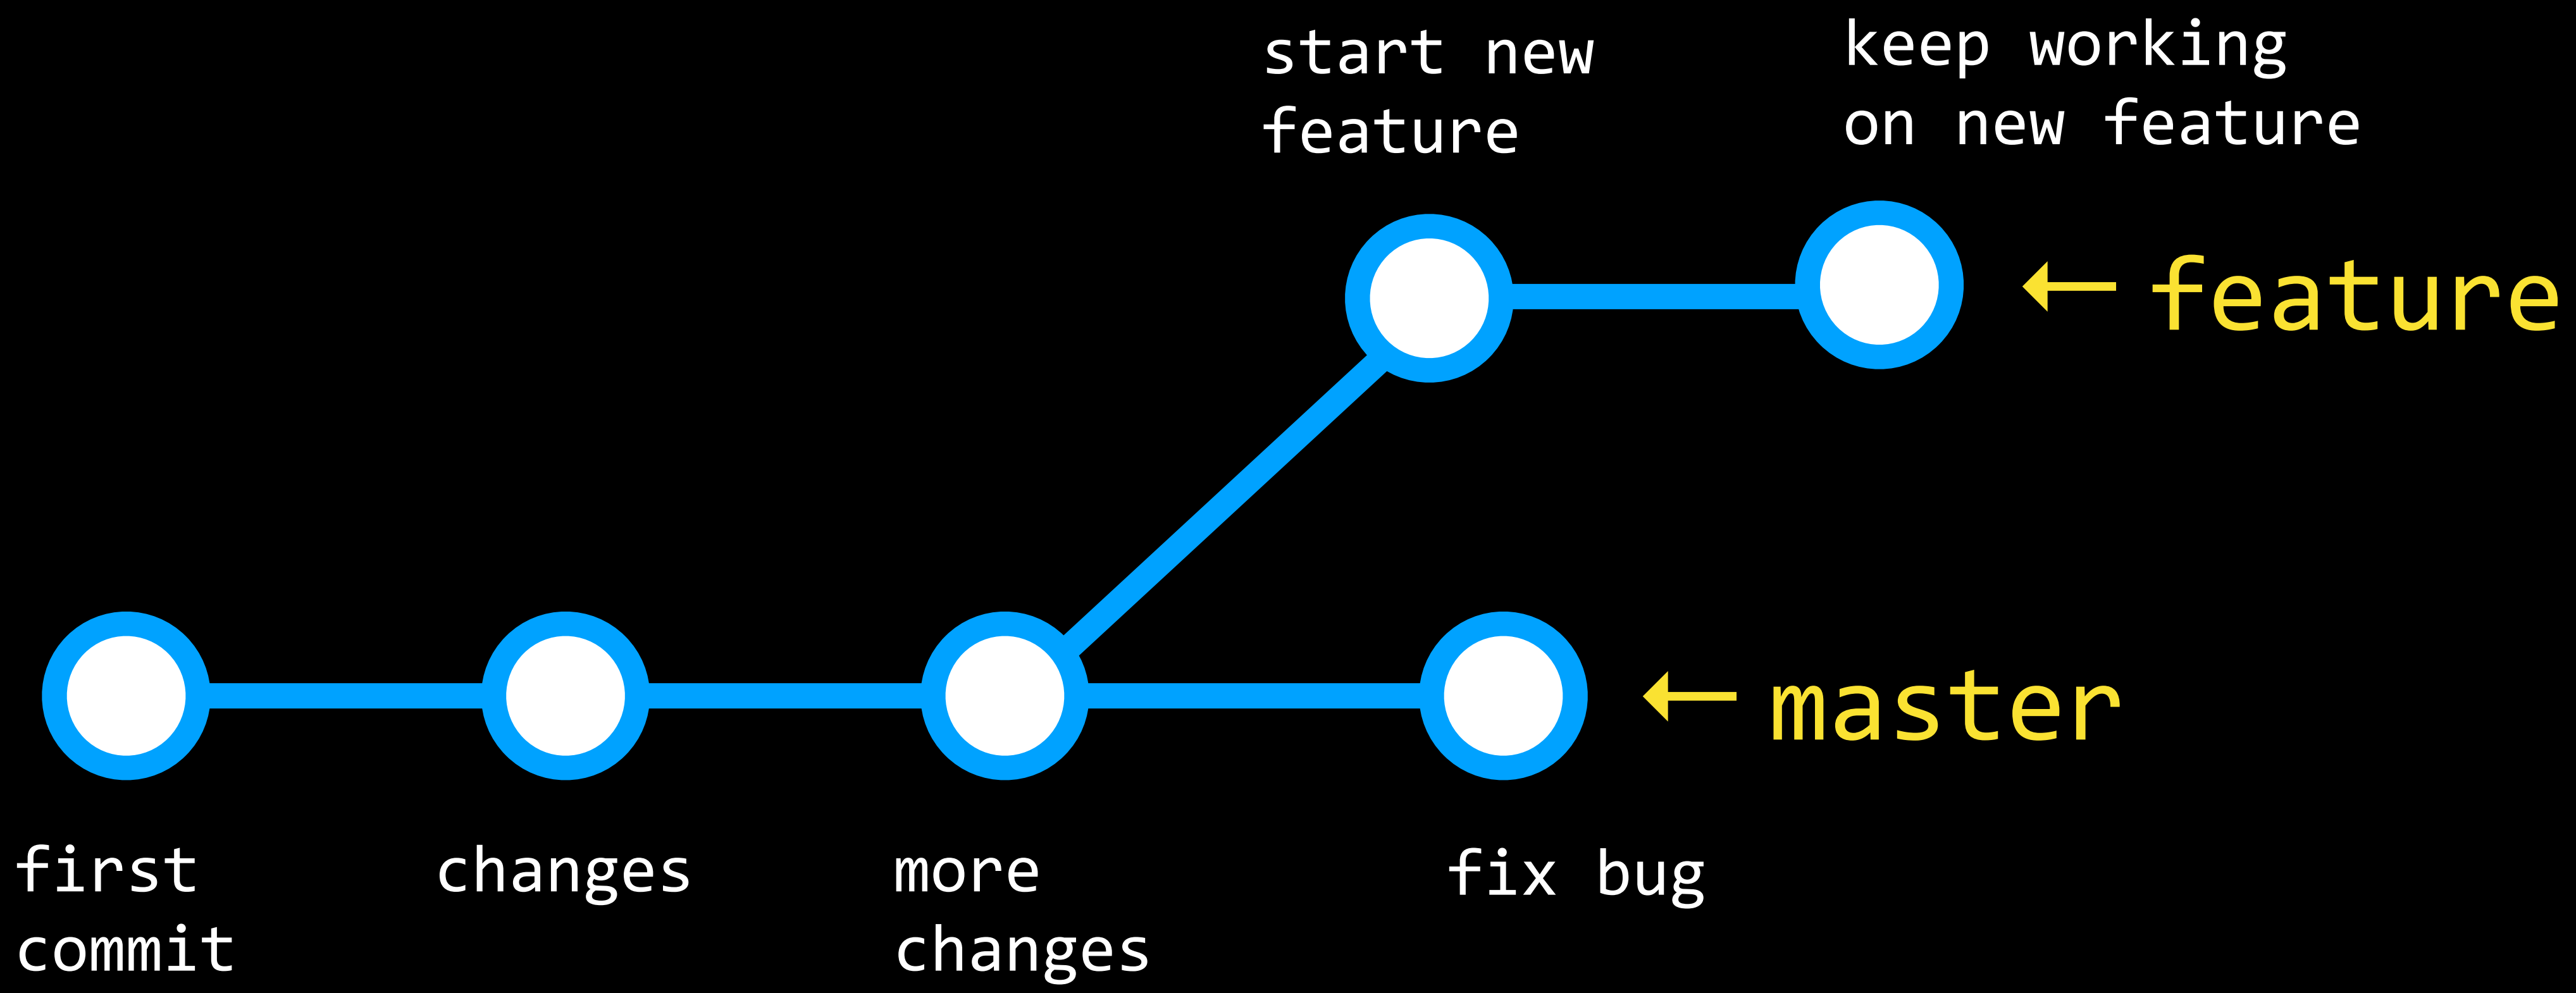 start new
feature
keep working
on new feature
← feature
← master
first
commit
changes
more
changes
fix bug